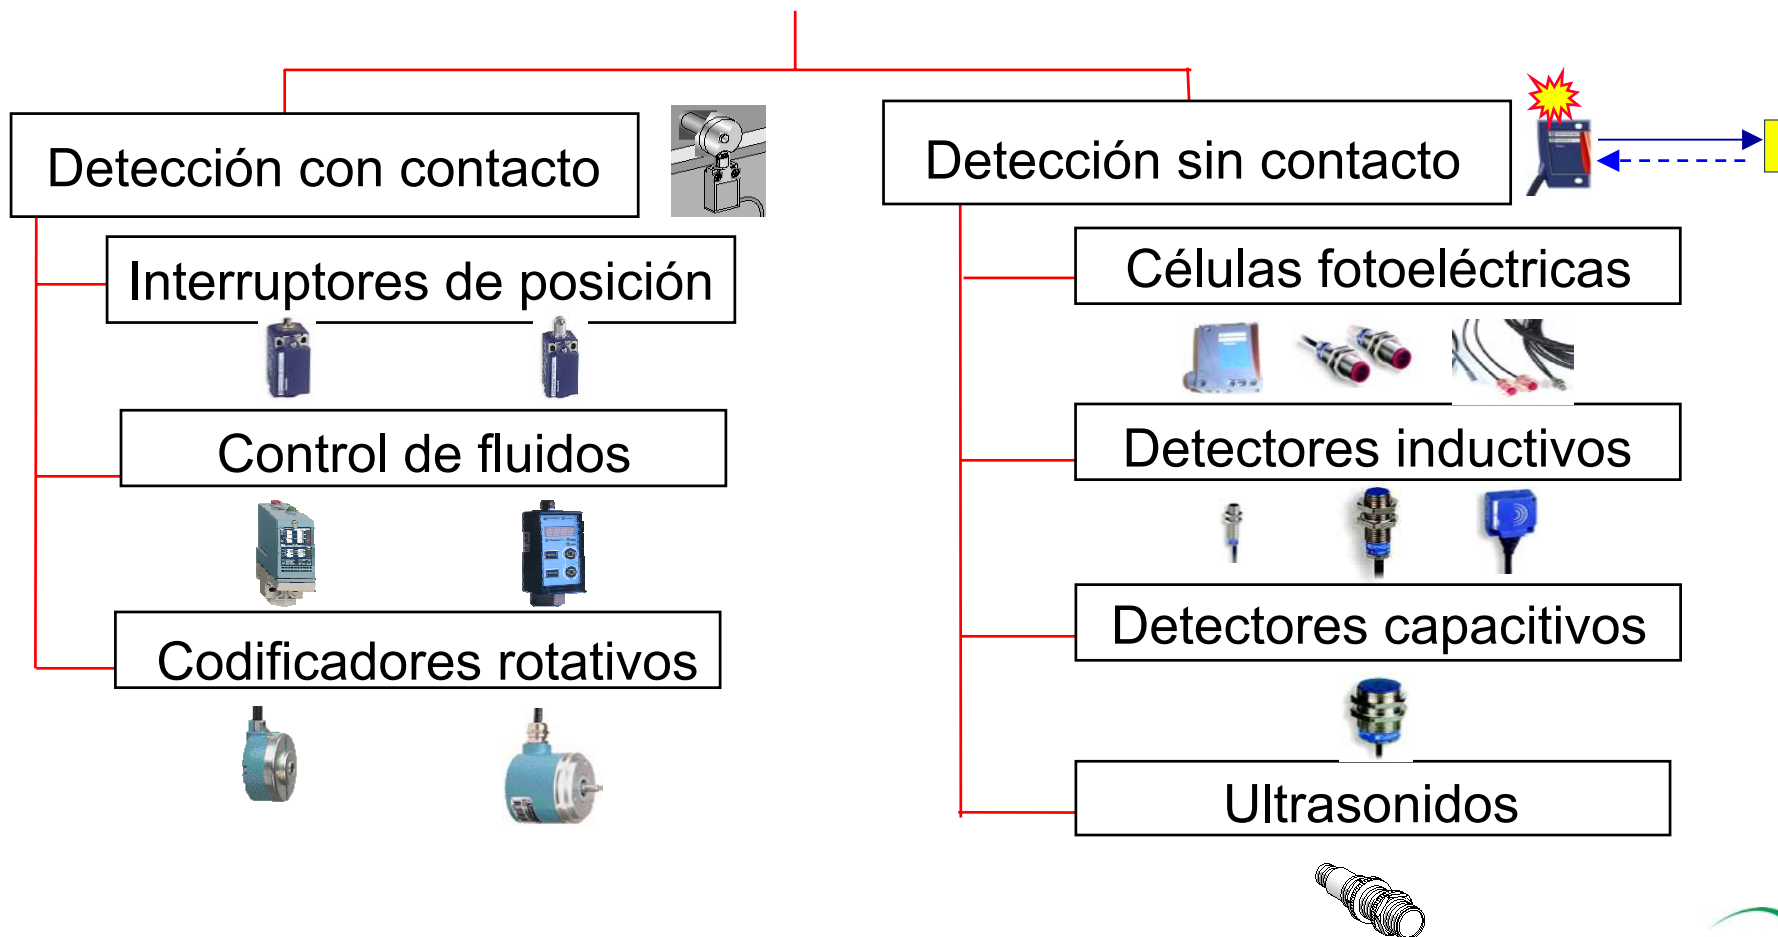 Detección con contacto
Interruptores de posición
Control de fluidos
Codificadores rotativos
Detección sin contacto
Células fotoeléctricas
Detectores inductivos
Detectores capacitivos
Ultrasonidos